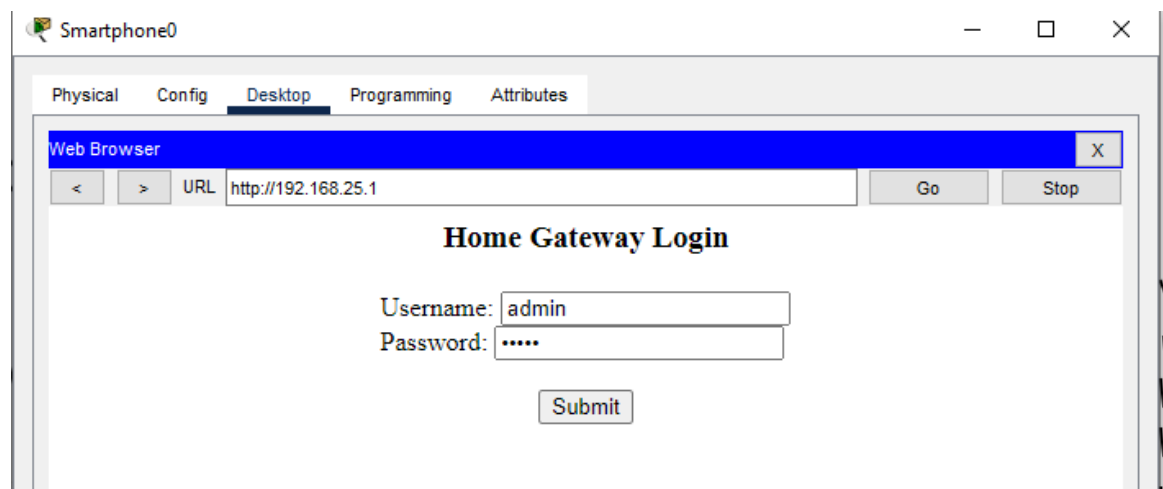 Smartphone0
Physical Config Desktop Programming Attributes
Web Browser X
< > URL http://192.168.25.1 Go Stop
Home Gateway Login
Username: admin
Password: •••••
Submit